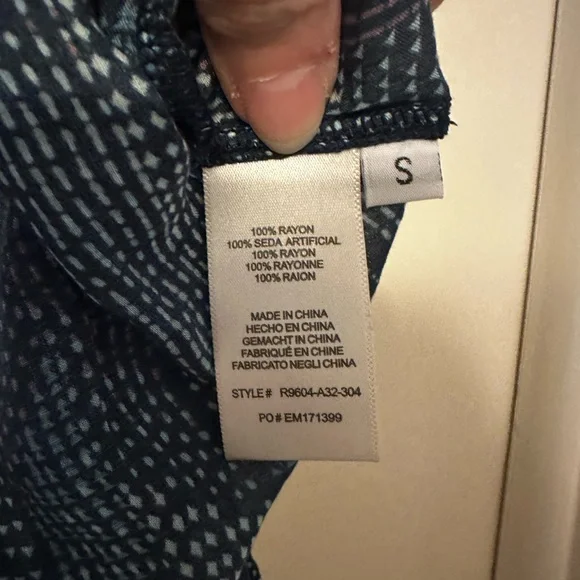 S
100% RAYON
100% SEDA ARTIFICIAL
100% RAYON
100% RAYONNE
100% RAION
MADE IN CHINA
HECHO EN CHINA
GEMACHT IN CHINA
FABRIQUÉ EN CHINE
FABRICATO NEGLI CHINA
STYLE# R9604-A32-304
PO# EM171399